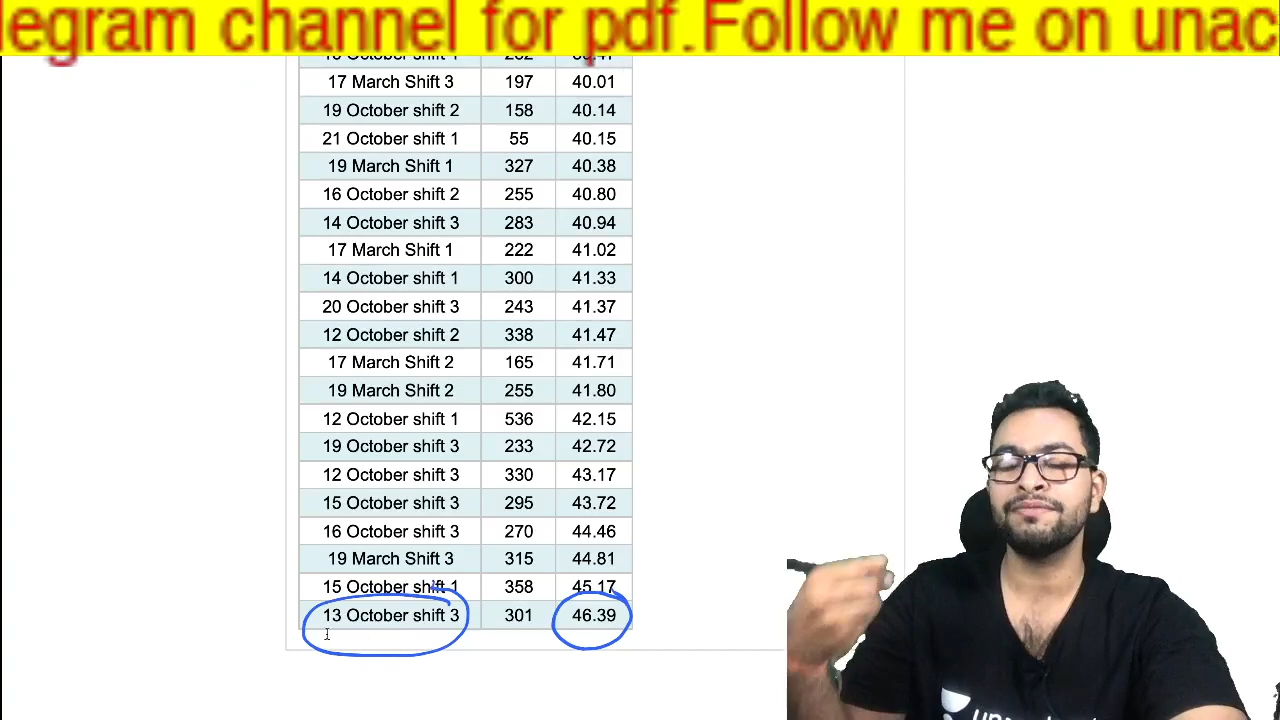 egram channel for pdf.Follow me on unac
17 March Shift 3 197 40.01
19 October shift 2 158 40.14
21 October shift 1 55 40.15
19 March Shift 1 327 40.38
16 October shift 2 255 40.80
14 October shift 3 283 40.94
17 March Shift 1 222 41.02
14 October shift 1 300 41.33
20 October shift 3 243 41.37
12 October shift 2 338 41.47
17 March Shift 2 165 41.71
19 March Shift 2 255 41.80
12 October shift 1 536 42.15
19 October shift 3 233 42.72
12 October shift 3 330 43.17
15 October shift 3 295 43.72
16 October shift 3 270 44.46
19 March Shift 3 315 44.81
15 October shift 1 358 45.17
13 October shift 3 301 46.39